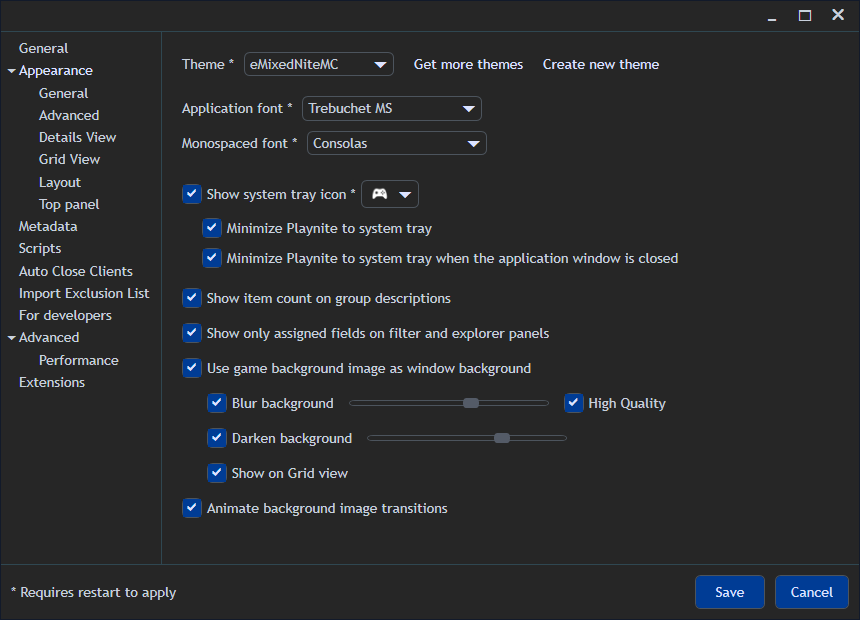 General
Appearance
General
Advanced
Details View
Grid View
Layout
Top panel
Metadata
Scripts
Auto Close Clients
Import Exclusion List
For developers
Advanced
Performance
Extensions
Theme * eMixedNiteMC Get more themes Create new theme
Application font * Trebuchet MS
Monospaced font * Consolas
Show system tray icon *
Minimize Playnite to system tray
Minimize Playnite to system tray when the application window is closed
Show item count on group descriptions
Show only assigned fields on filter and explorer panels
Use game background image as window background
Blur background High Quality
Darken background
Show on Grid view
Animate background image transitions
* Requires restart to apply Save Cancel